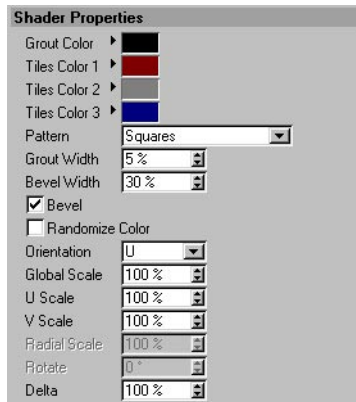 Shader Properties
Grout Color
Tiles Color 1
Tiles Color 2
Tiles Color 3
Pattern Squares
Grout Width 5 %
Bevel Width 30 %
Bevel
Randomize Color
Orientation U
Global Scale 100 %
U Scale 100 %
V Scale 100 %
Radial Scale 100 %
Rotate 0 °
Delta 100 %